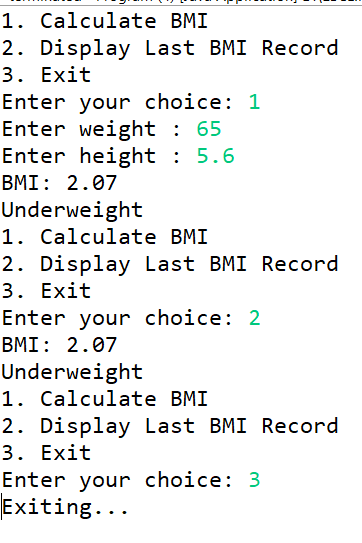 1. Calculate BMI
2. Display Last BMI Record
3. Exit
Enter your choice: 1
Enter weight : 65
Enter height : 5.6
BMI: 2.07
Underweight
1. Calculate BMI
2. Display Last BMI Record
3. Exit
Enter your choice: 2
BMI: 2.07
Underweight
1. Calculate BMI
2. Display Last BMI Record
3. Exit
Enter your choice: 3
Exiting...